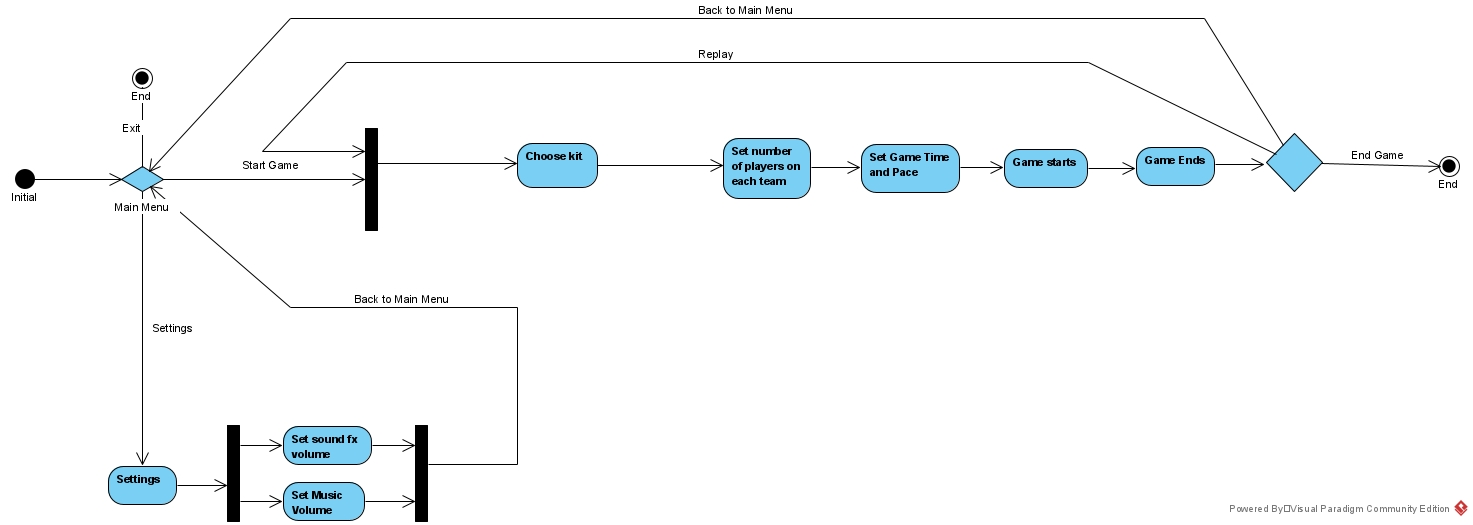 Back to Main Menu
Replay
End
Exit
Start Game
Choose kit
Set number
of players on
each team
Set Game Time
and Pace
Game starts
Game Ends
End Game
End
Initial
Main Menu
Back to Main Menu
Settings
Settings
Set sound fx
volume
Set Music
Volume
Powered By□Visual Paradigm Community Edition